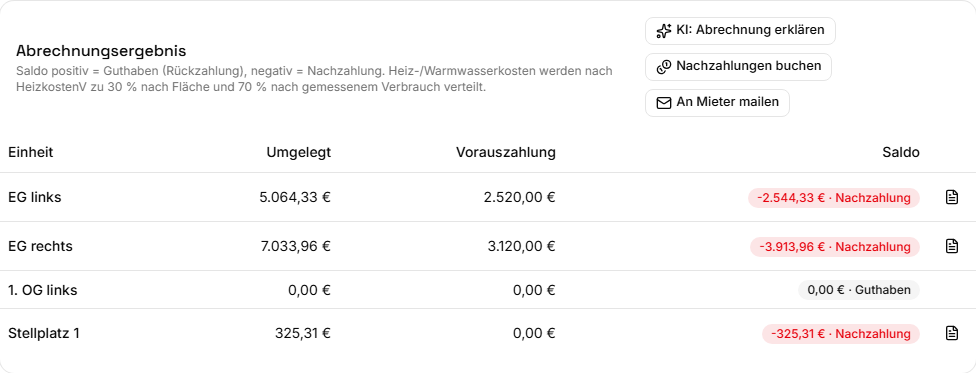 Abrechnungsergebnis
Saldo positiv = Guthaben (Rückzahlung), negativ = Nachzahlung. Heiz-/Warmwasserkosten werden nach
HeizkostenV zu 30 % nach Fläche und 70 % nach gemessenem Verbrauch verteilt.
KI: Abrechnung erklären
Nachzahlungen buchen
An Mieter mailen
Einheit Umgelegt Vorauszahlung Saldo
EG links 5.064,33 € 2.520,00 € -2.544,33 € · Nachzahlung
EG rechts 7.033,96 € 3.120,00 € -3.913,96 € · Nachzahlung
1. OG links 0,00 € 0,00 € 0,00 € · Guthaben
Stellplatz 1 325,31 € 0,00 € -325,31 € · Nachzahlung